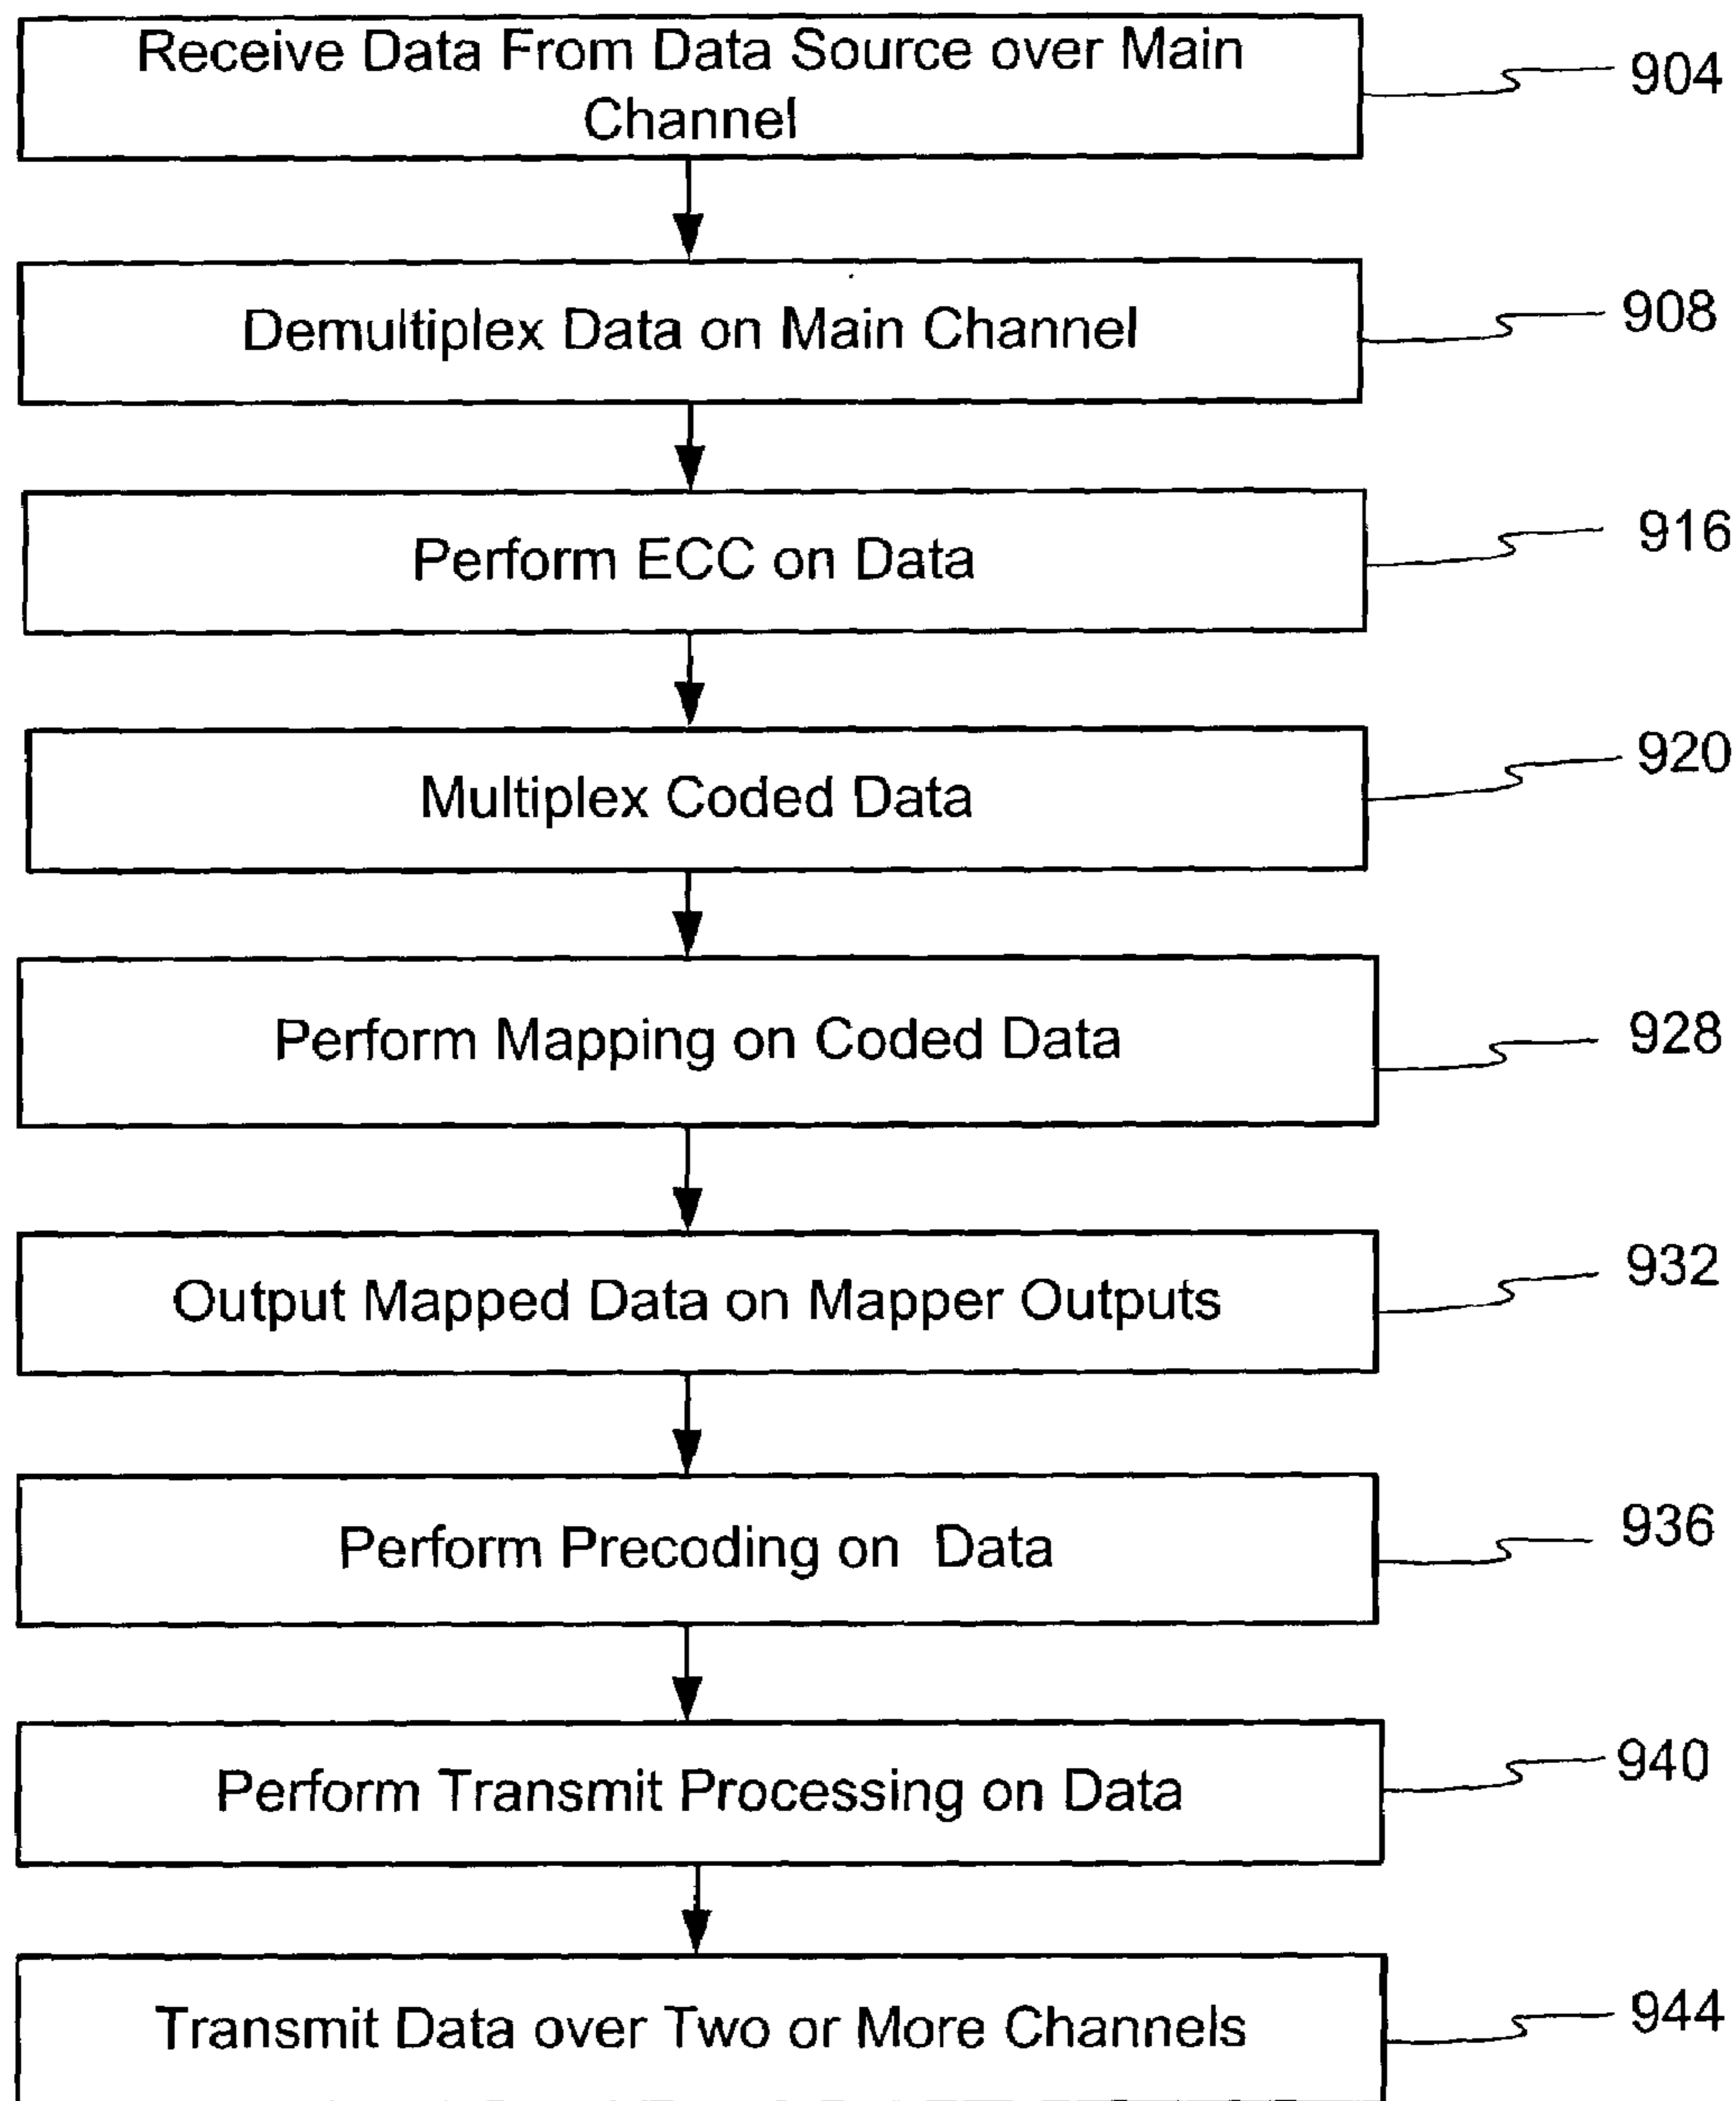 Receive Data From Data Source over Main
Channel
904
Demultiplex Data on Main Channel
908
Perform ECC on Data
916
Multiplex Coded Data
920
Perform Mapping on Coded Data
928
Output Mapped Data on Mapper Outputs
932
Perform Precoding on Data
936
Perform Transmit Processing on Data
940
Transmit Data over Two or More Channels
944